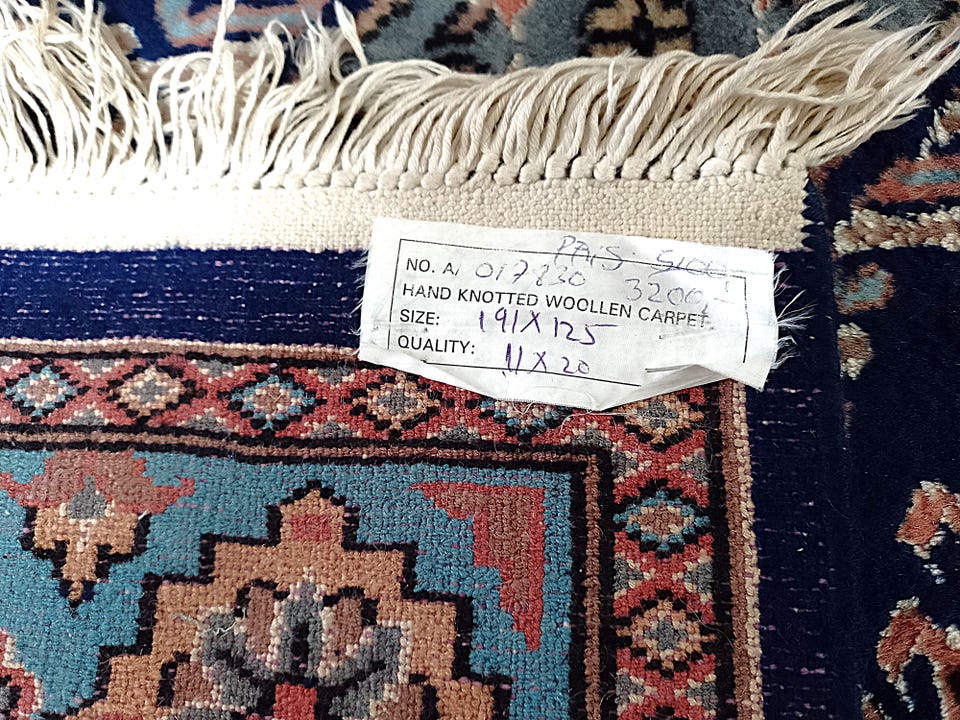 PAIS 5100
NO. A/ 017830 3200,-
HAND KNOTTED WOOLLEN CARPET
SIZE: 191X125
QUALITY: 11X20